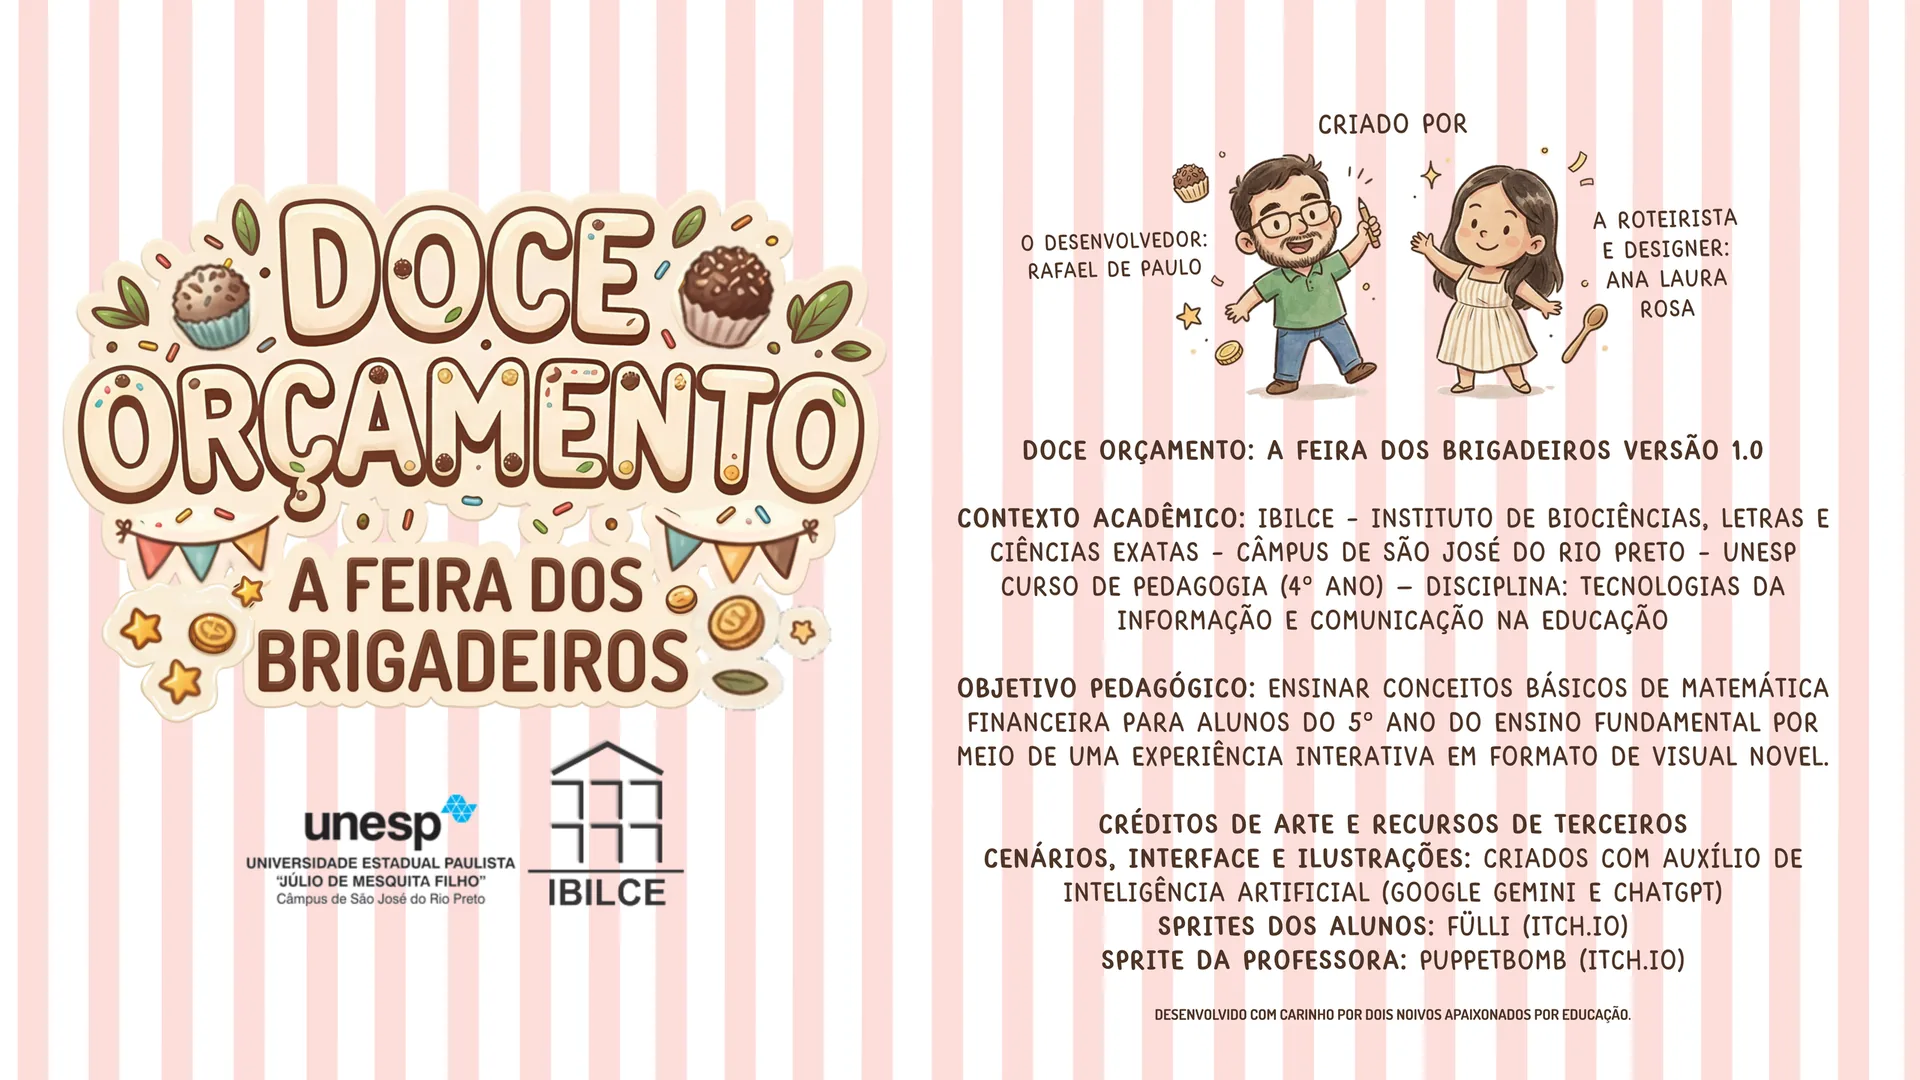 DOCE
ORÇAMENTO
A FEIRA DOS
BRIGADEIROS
unesp
UNIVERSIDADE ESTADUAL PAULISTA
"JÚLIO DE MESQUITA FILHO"
Câmpus de São José do Rio Preto
IBILCE
CRIADO POR
O DESENVOLVEDOR:
RAFAEL DE PAULO
A ROTEIRISTA
E DESIGNER:
ANA LAURA
ROSA
DOCE ORÇAMENTO: A FEIRA DOS BRIGADEIROS VERSÃO 1.0
CONTEXTO ACADÊMICO: IBILCE - INSTITUTO DE BIOCIÊNCIAS, LETRAS E
CIÊNCIAS EXATAS - CÂMPUS DE SÃO JOSÉ DO RIO PRETO - UNESP
CURSO DE PEDAGOGIA (4º ANO) – DISCIPLINA: TECNOLOGIAS DA
INFORMAÇÃO E COMUNICAÇÃO NA EDUCAÇÃO
OBJETIVO PEDAGÓGICO: ENSINAR CONCEITOS BÁSICOS DE MATEMÁTICA
FINANCEIRA PARA ALUNOS DO 5º ANO DO ENSINO FUNDAMENTAL POR
MEIO DE UMA EXPERIÊNCIA INTERATIVA EM FORMATO DE VISUAL NOVEL.
CRÉDITOS DE ARTE E RECURSOS DE TERCEIROS
CENÁRIOS, INTERFACE E ILUSTRAÇÕES: CRIADOS COM AUXÍLIO DE
INTELIGÊNCIA ARTIFICIAL (GOOGLE GEMINI E CHATGPT)
SPRITES DOS ALUNOS: FÜLLI (ITCH.IO)
SPRITE DA PROFESSORA: PUPPETBOMB (ITCH.IO)
DESENVOLVIDO COM CARINHO POR DOIS NOIVOS APAIXONADOS POR EDUCAÇÃO.